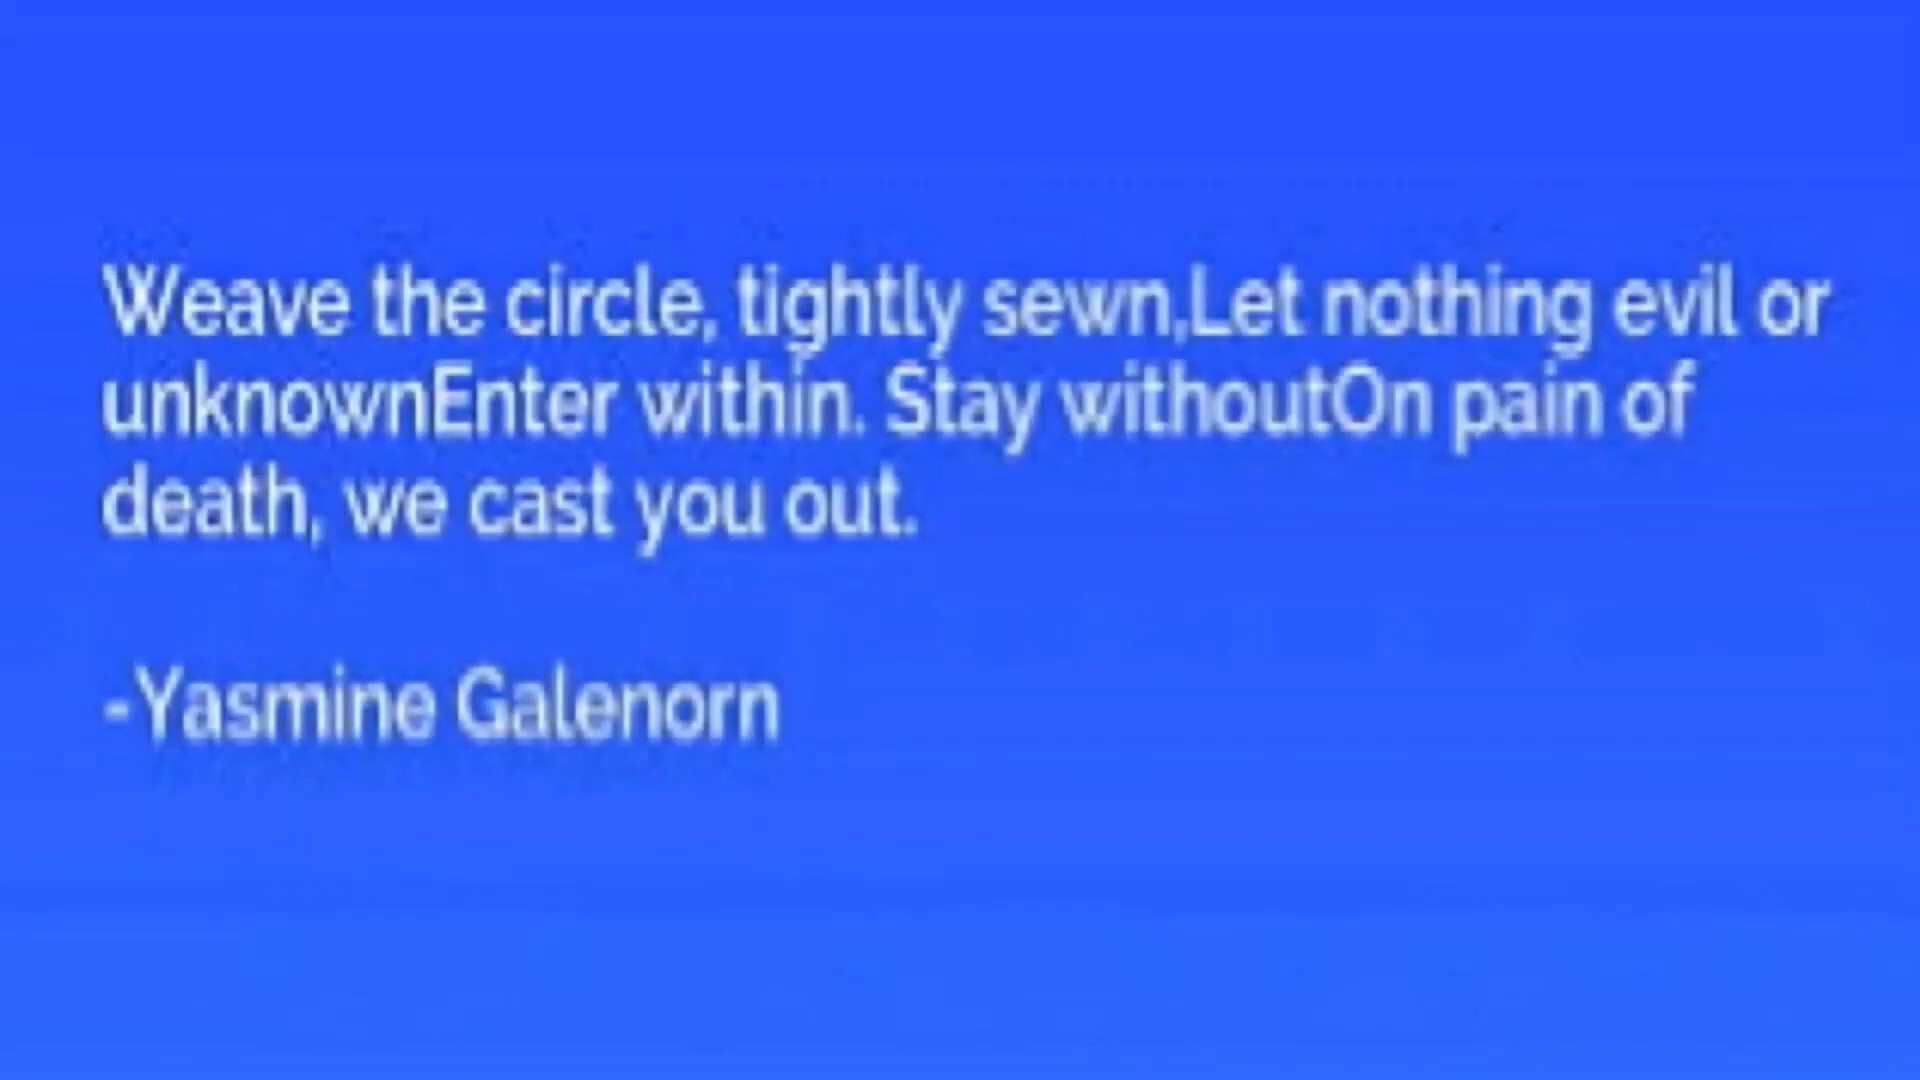 Weave the circle, tightly sewn,Let nothing evil or
unknownEnter within. Stay withoutOn pain of
death, we cast you out.
-Yasmine Galenorn